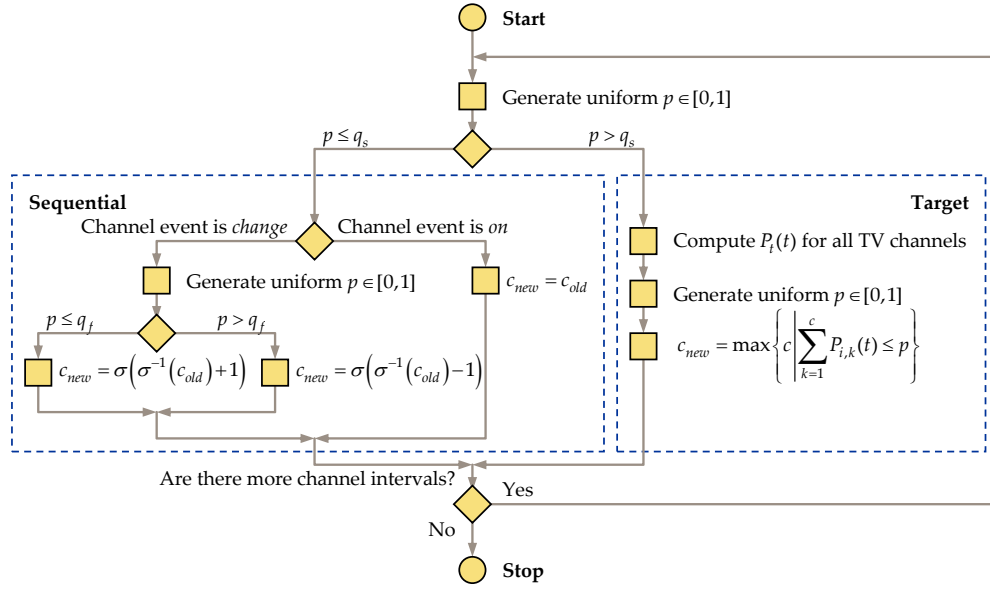 Start
Generate uniform p ∈ [0,1]
p ≤ q_s
p > q_s
Sequential
Channel event is change
Channel event is on
Generate uniform p ∈ [0,1]
c_new = c_old
p ≤ q_f
p > q_f
c_new = σ(σ⁻¹(c_old)+1)
c_new = σ(σ⁻¹(c_old)−1)
Target
Compute P_t(t) for all TV channels
Generate uniform p ∈ [0,1]
c_new = max{c | ∑_{k=1}^{c} P_{i,k}(t) ≤ p}
Are there more channel intervals?
Yes
No
Stop